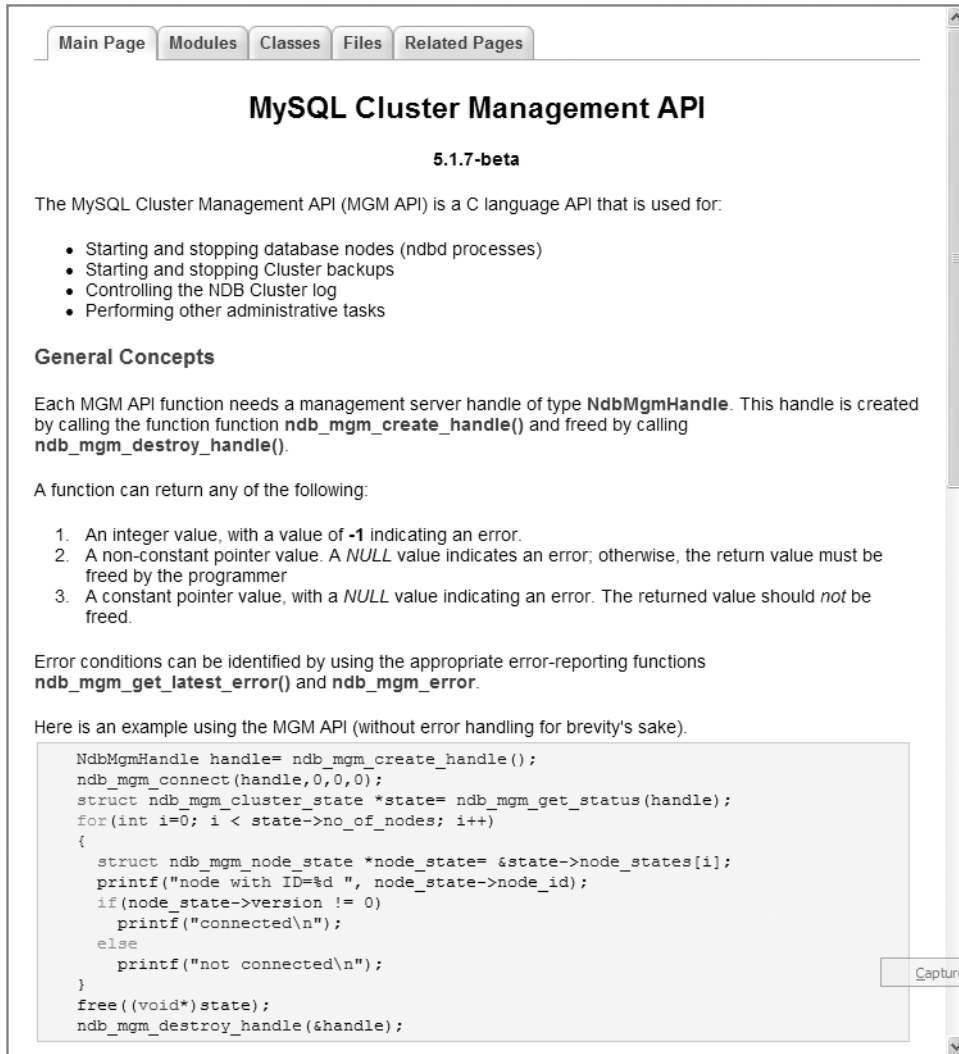 Main Page Modules Classes Files Related Pages
MySQL Cluster Management API
5.1.7-beta
The MySQL Cluster Management API (MGM API) is a C language API that is used for:
• Starting and stopping database nodes (ndbd processes)
• Starting and stopping Cluster backups
• Controlling the NDB Cluster log
• Performing other administrative tasks
General Concepts
Each MGM API function needs a management server handle of type NdbMgmHandle. This handle is created
by calling the function function ndb_mgm_create_handle() and freed by calling
ndb_mgm_destroy_handle().
A function can return any of the following:
1. An integer value, with a value of -1 indicating an error.
2. A non-constant pointer value. A NULL value indicates an error; otherwise, the return value must be
freed by the programmer
3. A constant pointer value, with a NULL value indicating an error. The returned value should not be
freed.
Error conditions can be identified by using the appropriate error-reporting functions
ndb_mgm_get_latest_error() and ndb_mgm_error.
Here is an example using the MGM API (without error handling for brevity's sake).
NdbMgmHandle handle= ndb_mgm_create_handle();
ndb_mgm_connect(handle,0,0,0);
struct ndb_mgm_cluster_state *state= ndb_mgm_get_status(handle);
for(int i=0; i < state->no_of_nodes; i++)
{
struct ndb_mgm_node_state *node_state= &state->node_states[i];
printf("node with ID=%d ", node_state->node_id);
if(node_state->version != 0)
printf("connected\n");
else
printf("not connected\n");
}
free((void*)state);
ndb_mgm_destroy_handle(&handle);
Capture